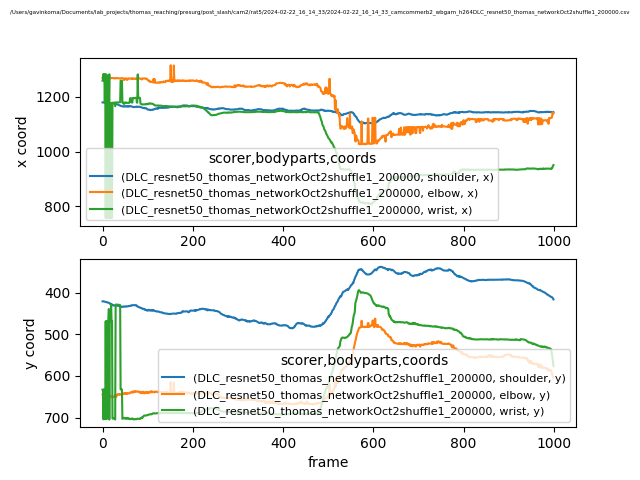 /Users/gavinkoma/Documents/lab_projects/thomas_reaching/presurg/post_slash/cam2/rat5/2024-02-22_16_14_33/2024-02-22_16_14_33_camcommerb2_wbgam_h264DLC_resnet50_thomas_networkOct2shuffle1_200000.csv
x coord
1200
1000
800
scorer,bodyparts,coords
(DLC_resnet50_thomas_networkOct2shuffle1_200000, shoulder, x)
(DLC_resnet50_thomas_networkOct2shuffle1_200000, elbow, x)
(DLC_resnet50_thomas_networkOct2shuffle1_200000, wrist, x)
0 200 400 600 800 1000
y coord
400
500
600
700
scorer,bodyparts,coords
(DLC_resnet50_thomas_networkOct2shuffle1_200000, shoulder, y)
(DLC_resnet50_thomas_networkOct2shuffle1_200000, elbow, y)
(DLC_resnet50_thomas_networkOct2shuffle1_200000, wrist, y)
0 200 400 600 800 1000
frame